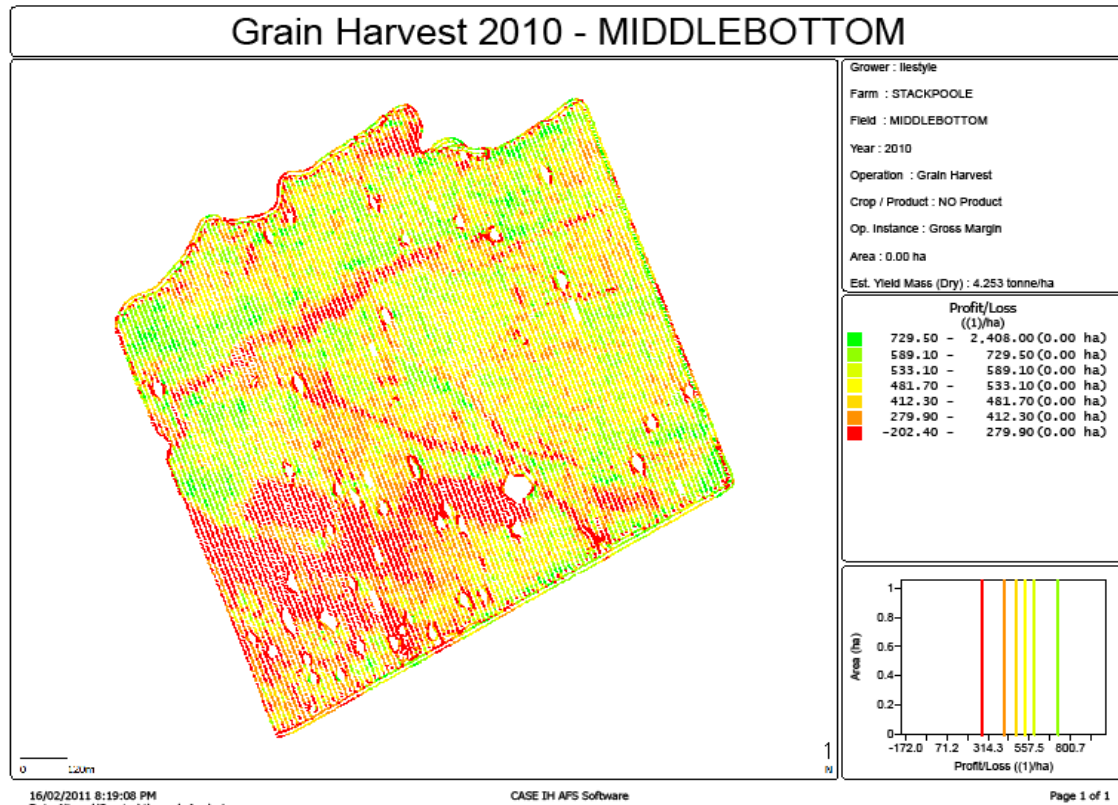 Grain Harvest 2010 - MIDDLEBOTTOM
Grower : Ilestyle
Farm : STACKPOOLE
Field : MIDDLEBOTTOM
Year : 2010
Operation : Grain Harvest
Crop / Product : NO Product
Op. Instance : Gross Margin
Area : 0.00 ha
Est. Yield Mass (Dry) : 4.253 tonne/ha
Profit/Loss
((1)/ha)
729.50 - 2,408.00(0.00 ha)
589.10 - 729.50(0.00 ha)
533.10 - 589.10(0.00 ha)
481.70 - 533.10(0.00 ha)
412.30 - 481.70(0.00 ha)
279.90 - 412.30(0.00 ha)
-202.40 - 279.90(0.00 ha)
1
0.8
0.6
0.4
0.2
0
Area (ha)
-172.0 71.2 314.3 557.5 800.7
Profit/Loss ((1)/ha)
0 120m
1
N
16/02/2011 8:19:08 PM
CASE IH AFS Software
Page 1 of 1